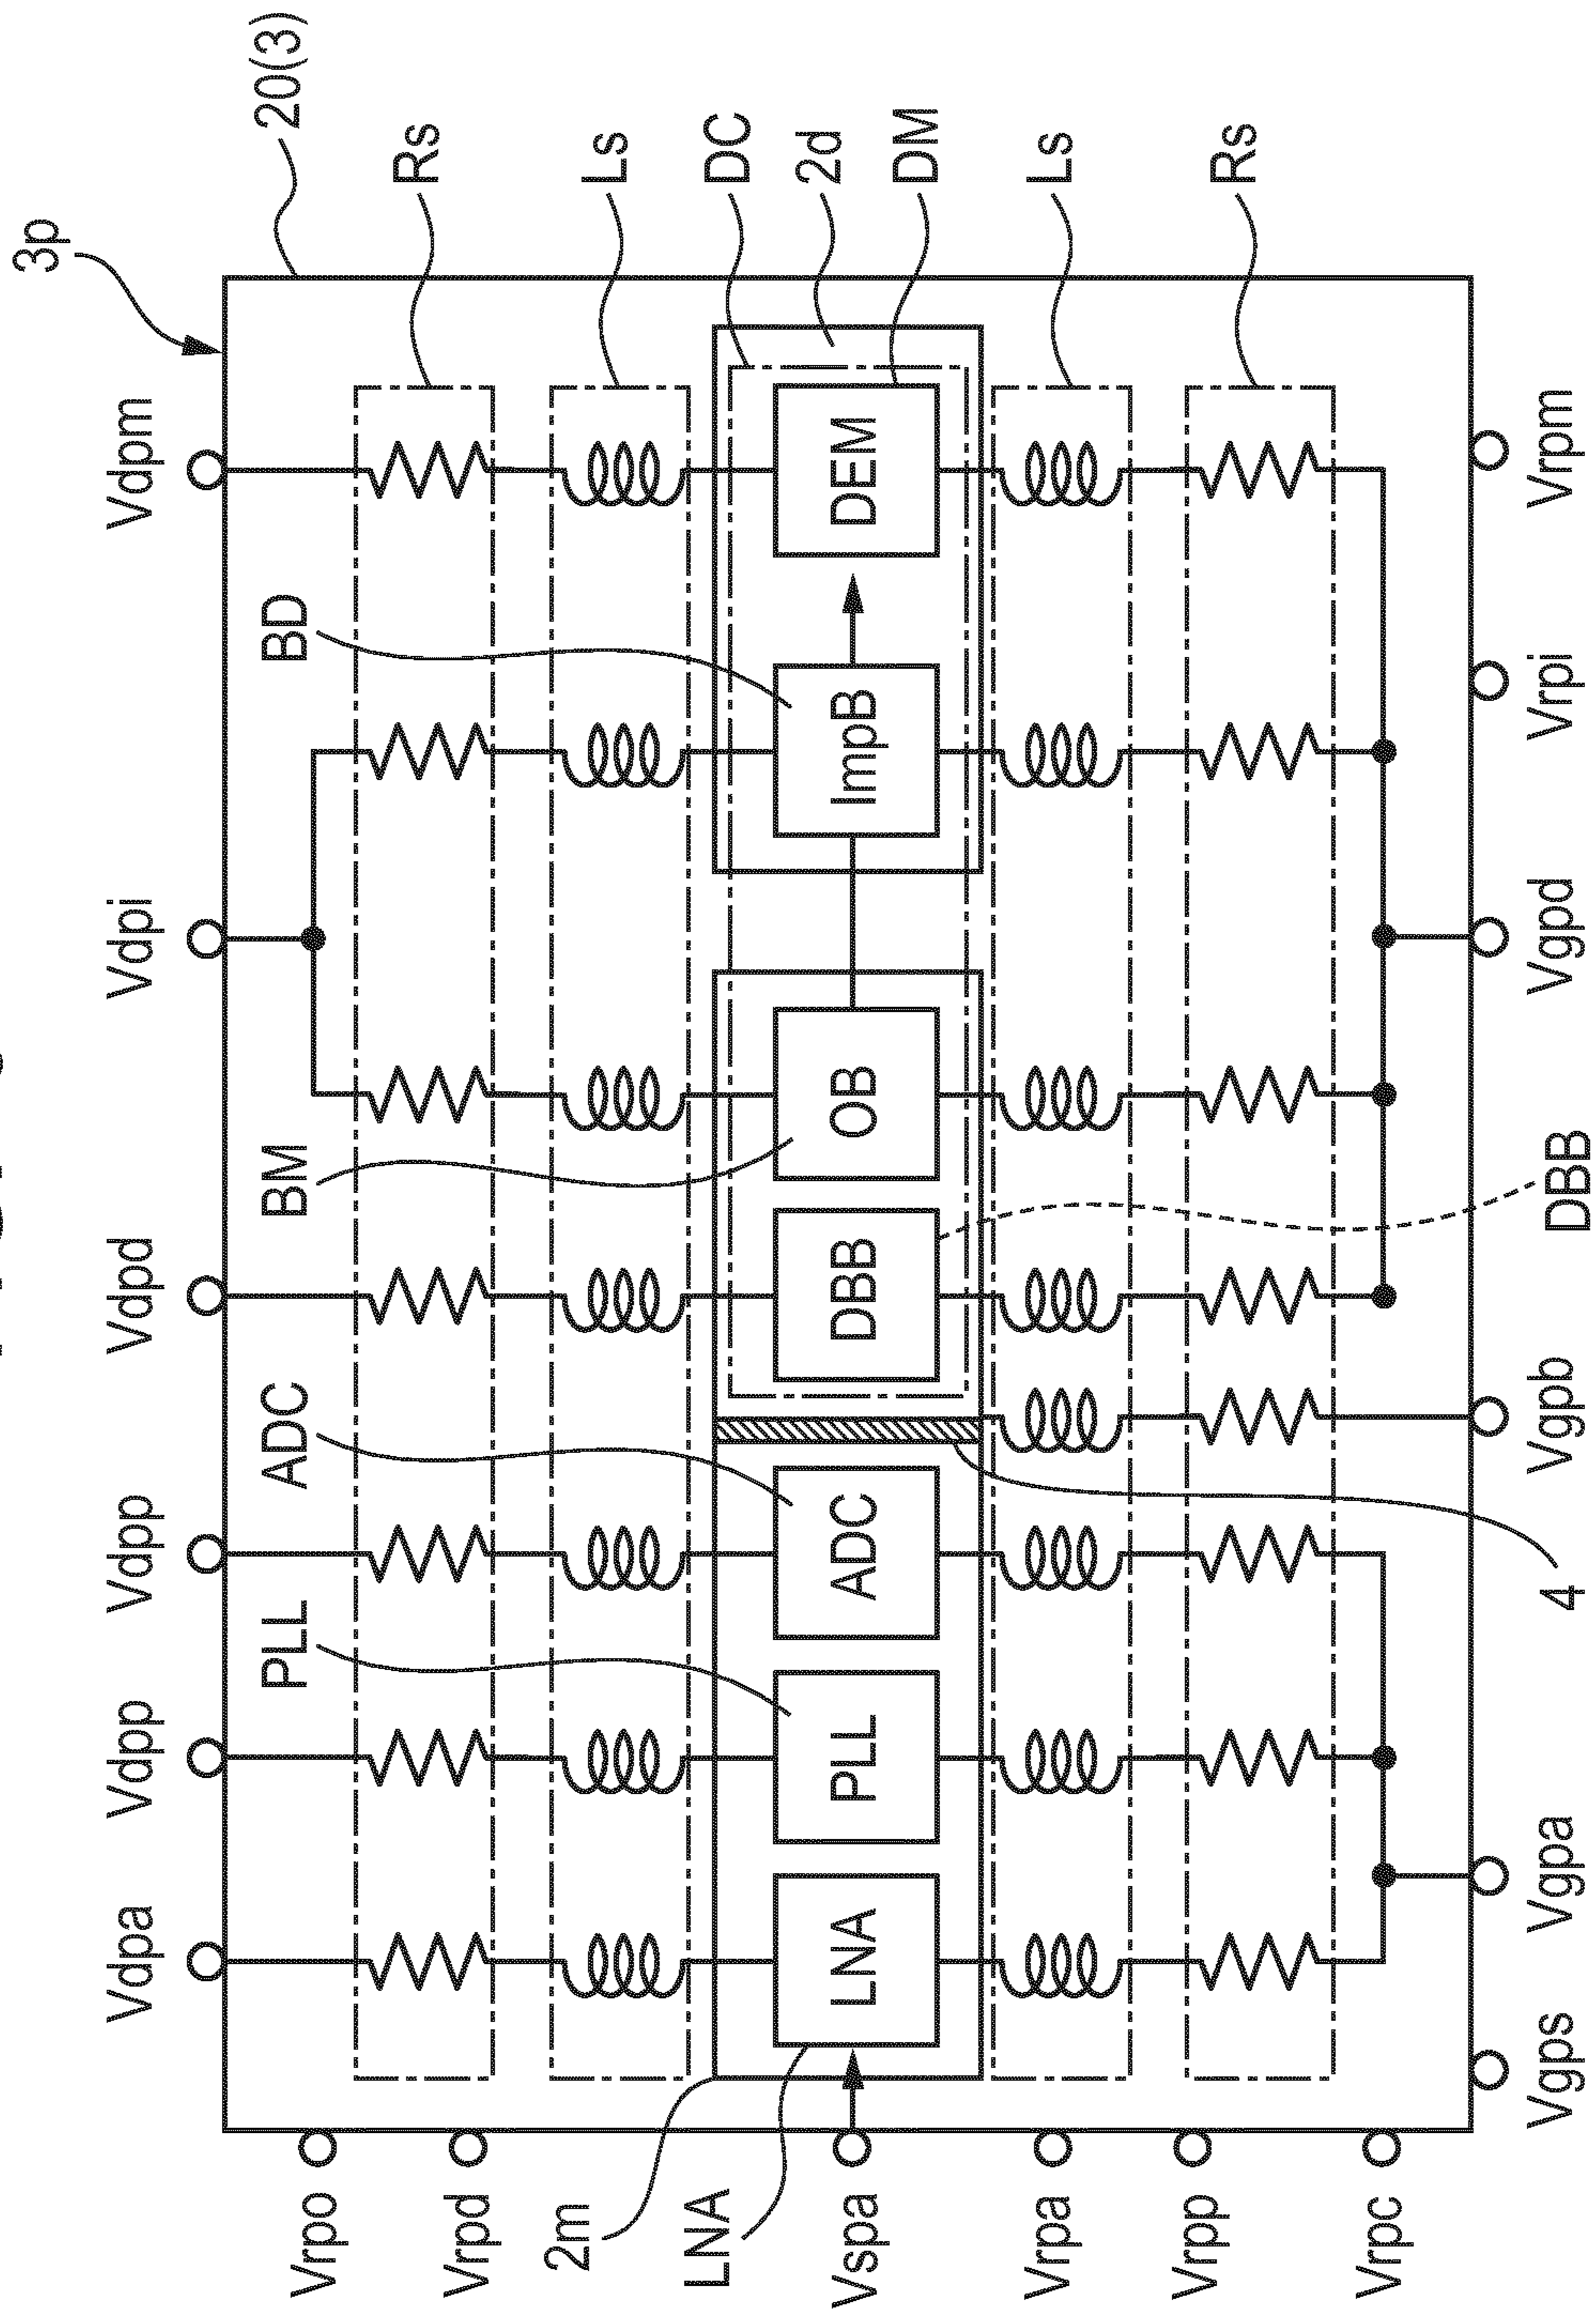 3p
20(3)
Vdpa
Vdpp
Vdpp
Vdpd
Vdpi
Vdpm
PLL
ADC
BM
BD
Rs
Ls
DC
2d
DM
Ls
Rs
Vrpo
Vrpd
2m
LNA
Vspa
Vrpa
Vrpp
Vrpc
LNA
PLL
ADC
DBB
OB
ImpB
DEM
Vgps
Vgpa
4
Vgpb
DBB
Vgpd
Vrpi
Vrpm